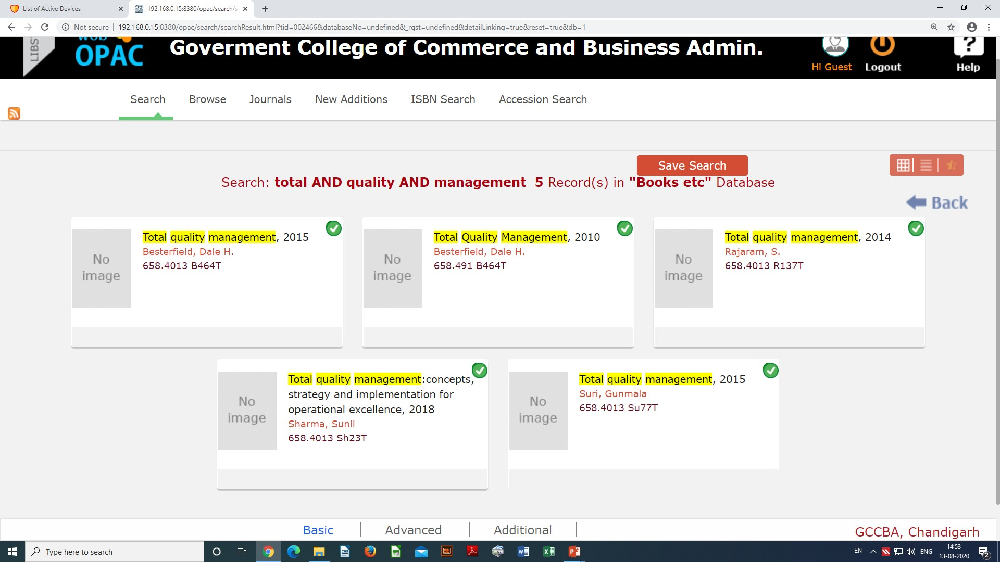 List of Active Devices
192.168.0.15:8380/opac/search/s
Not secure
192.168.0.15:8380/opac/search/searchResult.html?tid=002466&databaseNo=undefined&_rqst=undefined&detailLinking=true&reset=true&db=1
LIBS
web
OPAC
Goverment College of Commerce and Business Admin.
Hi Guest
Logout
?
Help
Search
Browse
Journals
New Additions
ISBN Search
Accession Search
Save Search
Search: total AND quality AND management 5 Record(s) in "Books etc" Database
Back
No
image
Total quality management, 2015
Besterfield, Dale H.
658.4013 B464T
No
image
Total Quality Management, 2010
Besterfield, Dale H.
658.491 B464T
No
image
Total quality management, 2014
Rajaram, S.
658.4013 R137T
No
image
Total quality management:concepts,
strategy and implementation for
operational excellence, 2018
Sharma, Sunil
658.4013 Sh23T
No
image
Total quality management, 2015
Suri, Gunmala
658.4013 Su77T
Basic
Advanced
Additional
GCCBA, Chandigarh
Type here to search
EN
ENG
14:53
13-08-2020
2